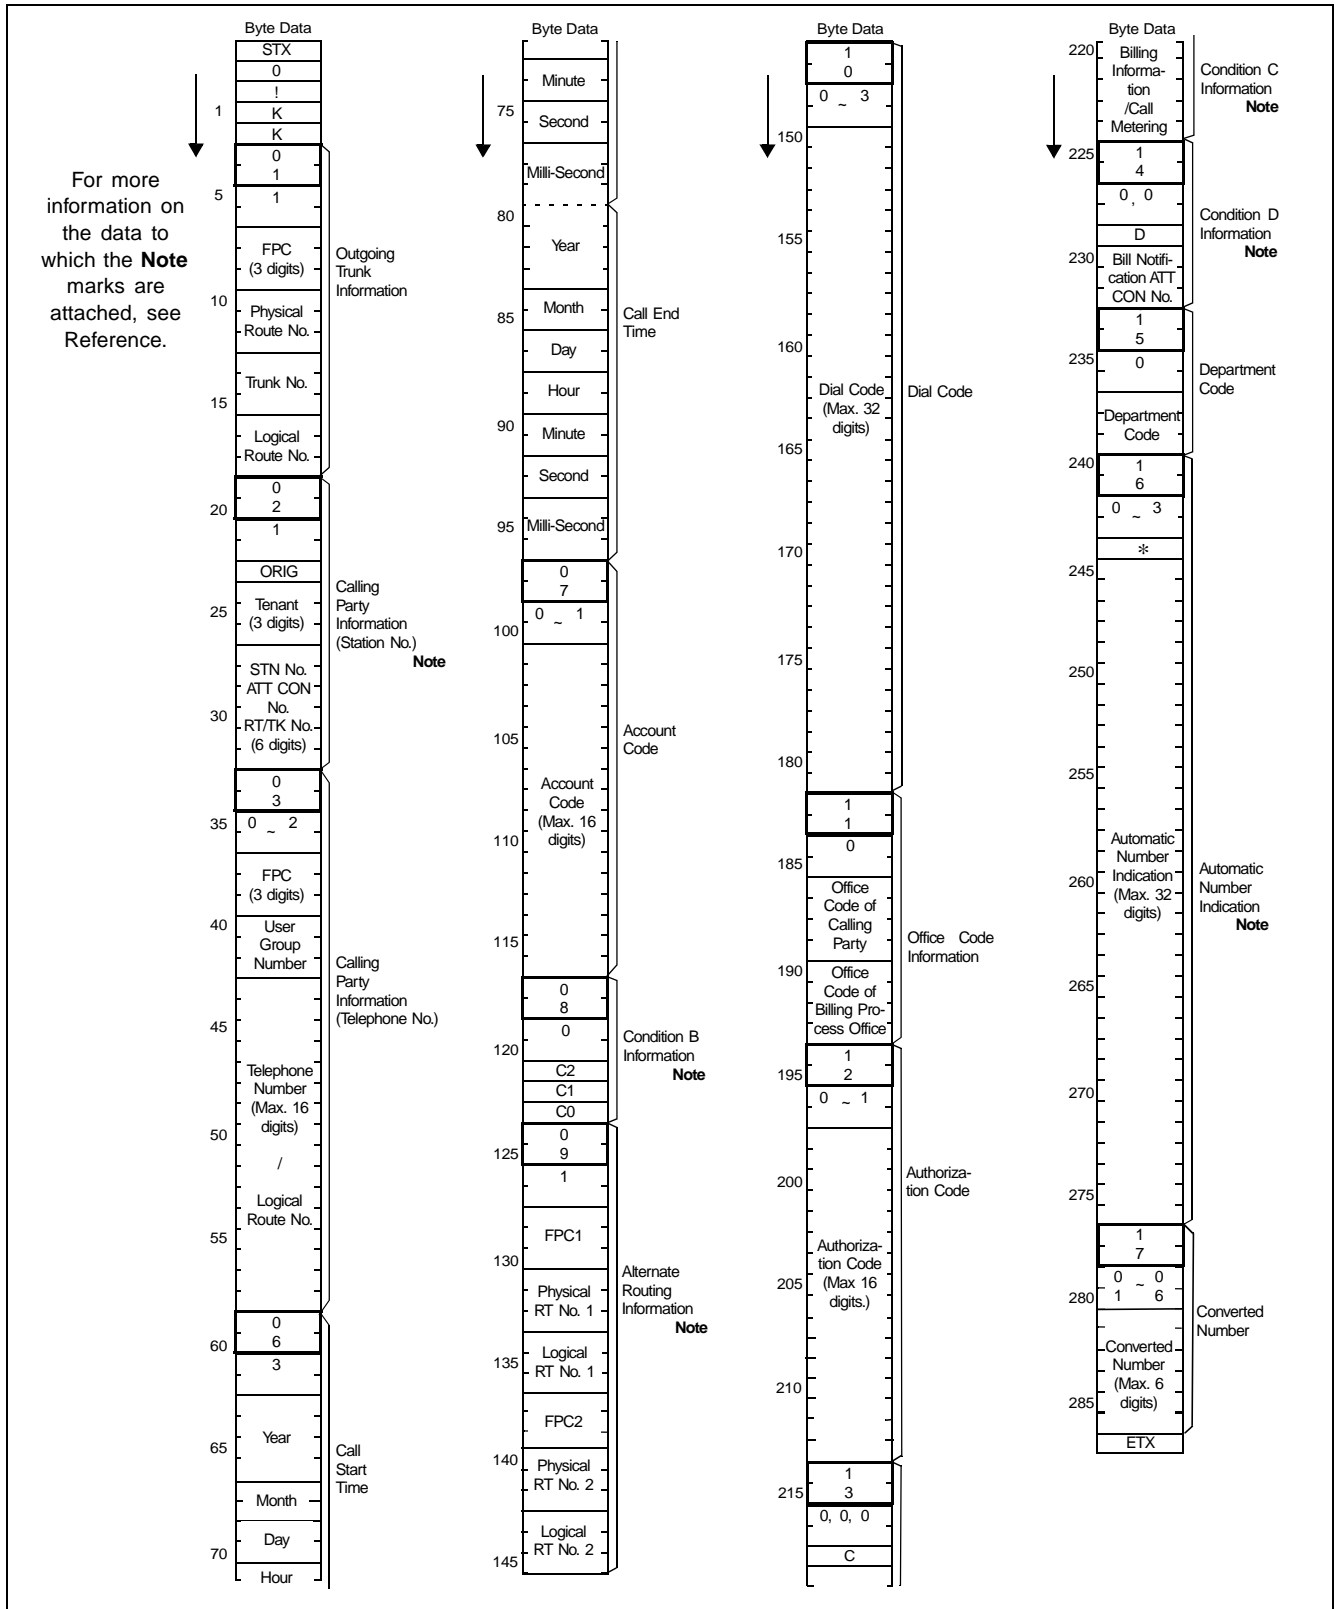 Byte Data
STX
0
!
1
K
K
0
1
5
1
For more
information on
the data to
which the Note
marks are
attached, see
Reference.
FPC
(3 digits)
Outgoing
Trunk
Information
10
Physical
Route No.
Trunk No.
15
Logical
Route No.
0
20
2
1
ORIG
25
Tenant
(3 digits)
Calling
Party
Information
(Station No.)
Note
STN No.
ATT CON
No.
30
RT/TK No.
(6 digits)
0
3
35
0 ~ 2
FPC
(3 digits)
40
User
Group
Number
Calling
Party
Information
(Telephone No.)
45
Telephone
Number
(Max. 16
digits)
50
/
Logical
Route No.
55
0
60
6
3
Year
65
Call
Start
Time
Month
Day
70
Hour
Byte Data
Minute
75
Second
Milli-Second
80
Year
85
Month
Call End
Time
Day
Hour
90
Minute
Second
95
Milli-Second
0
7
0 ~ 1
100
105
Account
Code
Account
Code
(Max. 16
digits)
110
115
0
8
0
120
Condition B
Information
Note
C2
C1
C0
0
125
9
1
FPC1
130
Physical
RT No. 1
Alternate
Routing
Information
Note
135
Logical
RT No. 1
FPC2
140
Physical
RT No. 2
Logical
RT No. 2
145
Byte Data
1
0
0 ~ 3
150
155
160
Dial Code
(Max. 32
digits)
Dial Code
165
170
175
180
1
1
0
185
Office
Code of
Calling
Party
Office Code
Information
190
Office
Code of
Billing Pro-
cess Office
1
195
2
0 ~ 1
200
Authoriza-
tion Code
Authoriza-
tion Code
(Max 16
digits.)
205
210
1
215
3
0, 0, 0
C
Byte Data
220
Billing
Informa-
tion
/Call
Metering
Condition C
Information
Note
225
1
4
0 , 0
D
Condition D
Information
Note
230
Bill Notifi-
cation ATT
CON No.
1
5
235
0
Department
Code
Department
Code
240
1
6
0 ~ 3
*
245
250
255
Automatic
Number
Indication
(Max. 32
digits)
260
Automatic
Number
Indication
Note
265
270
275
1
7
0 ~ 0
280
1 6
Converted
Number
Converted
Number
(Max. 6
digits)
285
ETX